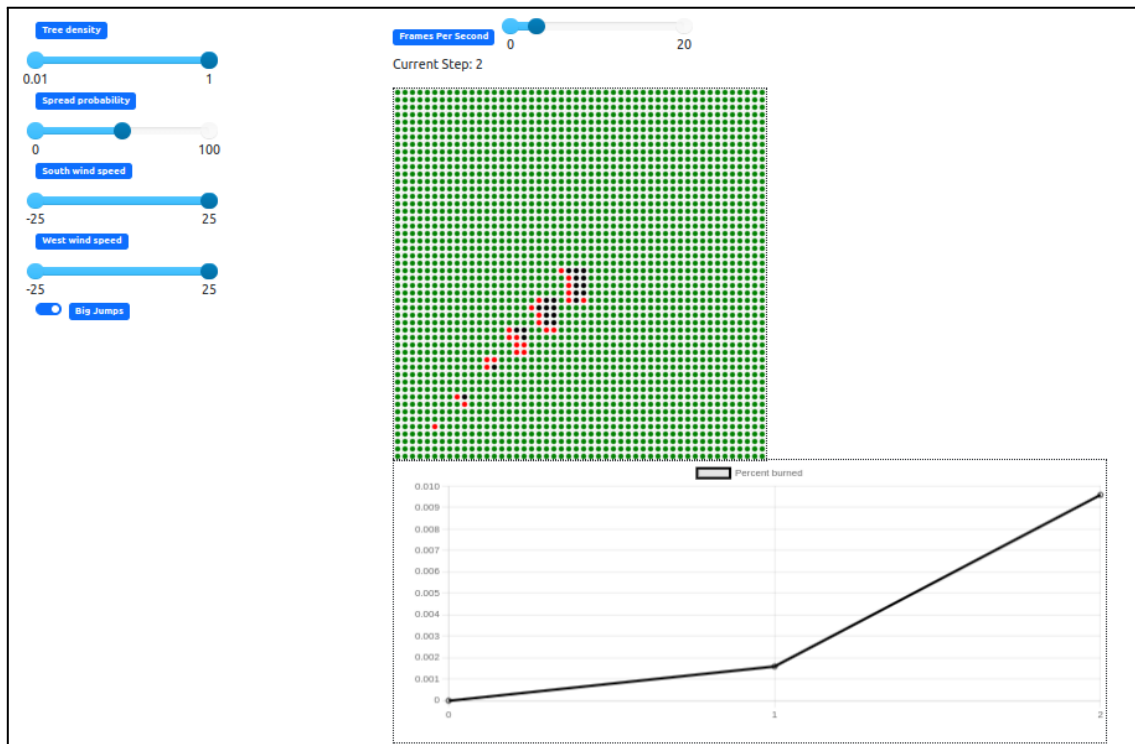 Tree density
0.01 1
Spread probability
0 100
South wind speed
-25 25
West wind speed
-25 25
Big Jumps
Frames Per Second
0 20
Current Step: 2
Percent burned
0.010
0.009
0.008
0.007
0.006
0.005
0.004
0.003
0.002
0.001
0
0 1 2